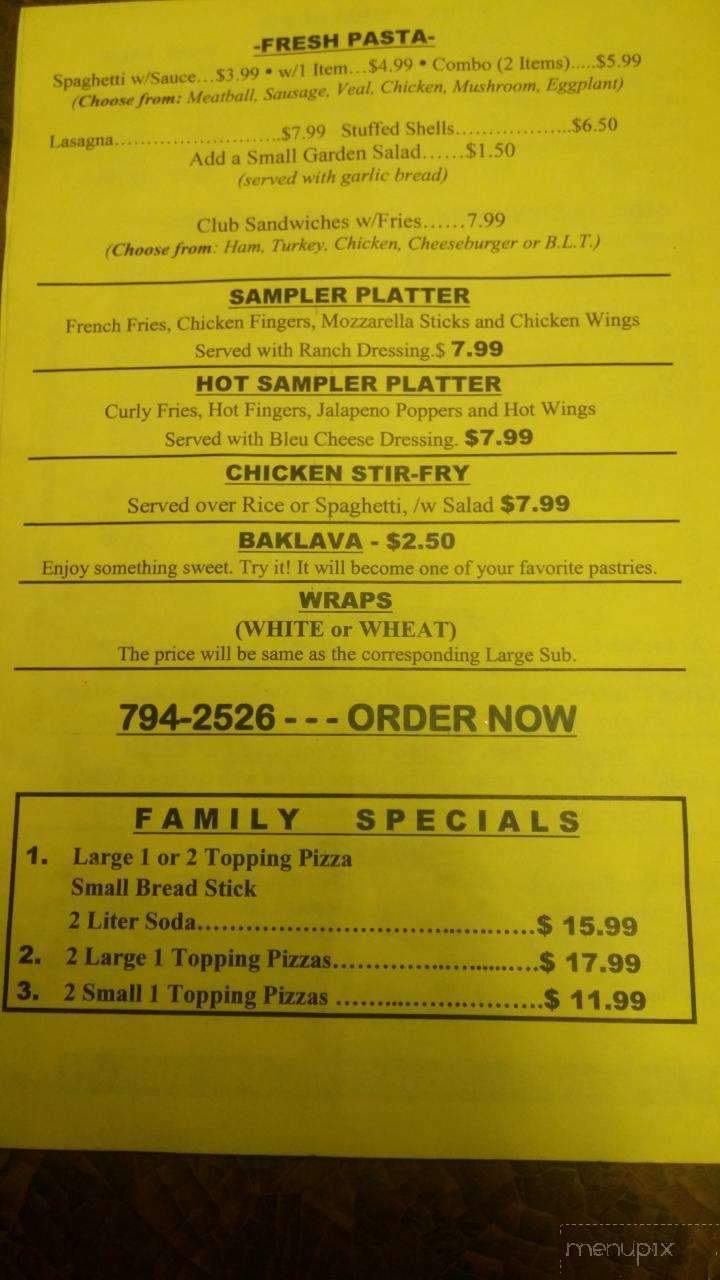 -FRESH PASTA-
Spaghetti w/Sauce...$3.99 • w/1 Item...$4.99 • Combo (2 Items).....$5.99
(Choose from: Meatball, Sausage, Veal, Chicken, Mushroom, Eggplant)
Lasagna............................$7.99 Stuffed Shells...................$6.50
Add a Small Garden Salad......$1.50
(served with garlic bread)
Club Sandwiches w/Fries......7.99
(Choose from: Ham, Turkey, Chicken, Cheeseburger or B.L.T.)
SAMPLER PLATTER
French Fries, Chicken Fingers, Mozzarella Sticks and Chicken Wings
Served with Ranch Dressing.$ 7.99
HOT SAMPLER PLATTER
Curly Fries, Hot Fingers, Jalapeno Poppers and Hot Wings
Served with Bleu Cheese Dressing. $7.99
CHICKEN STIR-FRY
Served over Rice or Spaghetti, /w Salad $7.99
BAKLAVA - $2.50
Enjoy something sweet. Try it! It will become one of your favorite pastries.
WRAPS
(WHITE or WHEAT)
The price will be same as the corresponding Large Sub.
794-2526 - - - ORDER NOW
FAMILY SPECIALS
1. Large 1 or 2 Topping Pizza
Small Bread Stick
2 Liter Soda..........................................$ 15.99
2. 2 Large 1 Topping Pizzas..........................$ 17.99
3. 2 Small 1 Topping Pizzas ..........................$ 11.99
menupix